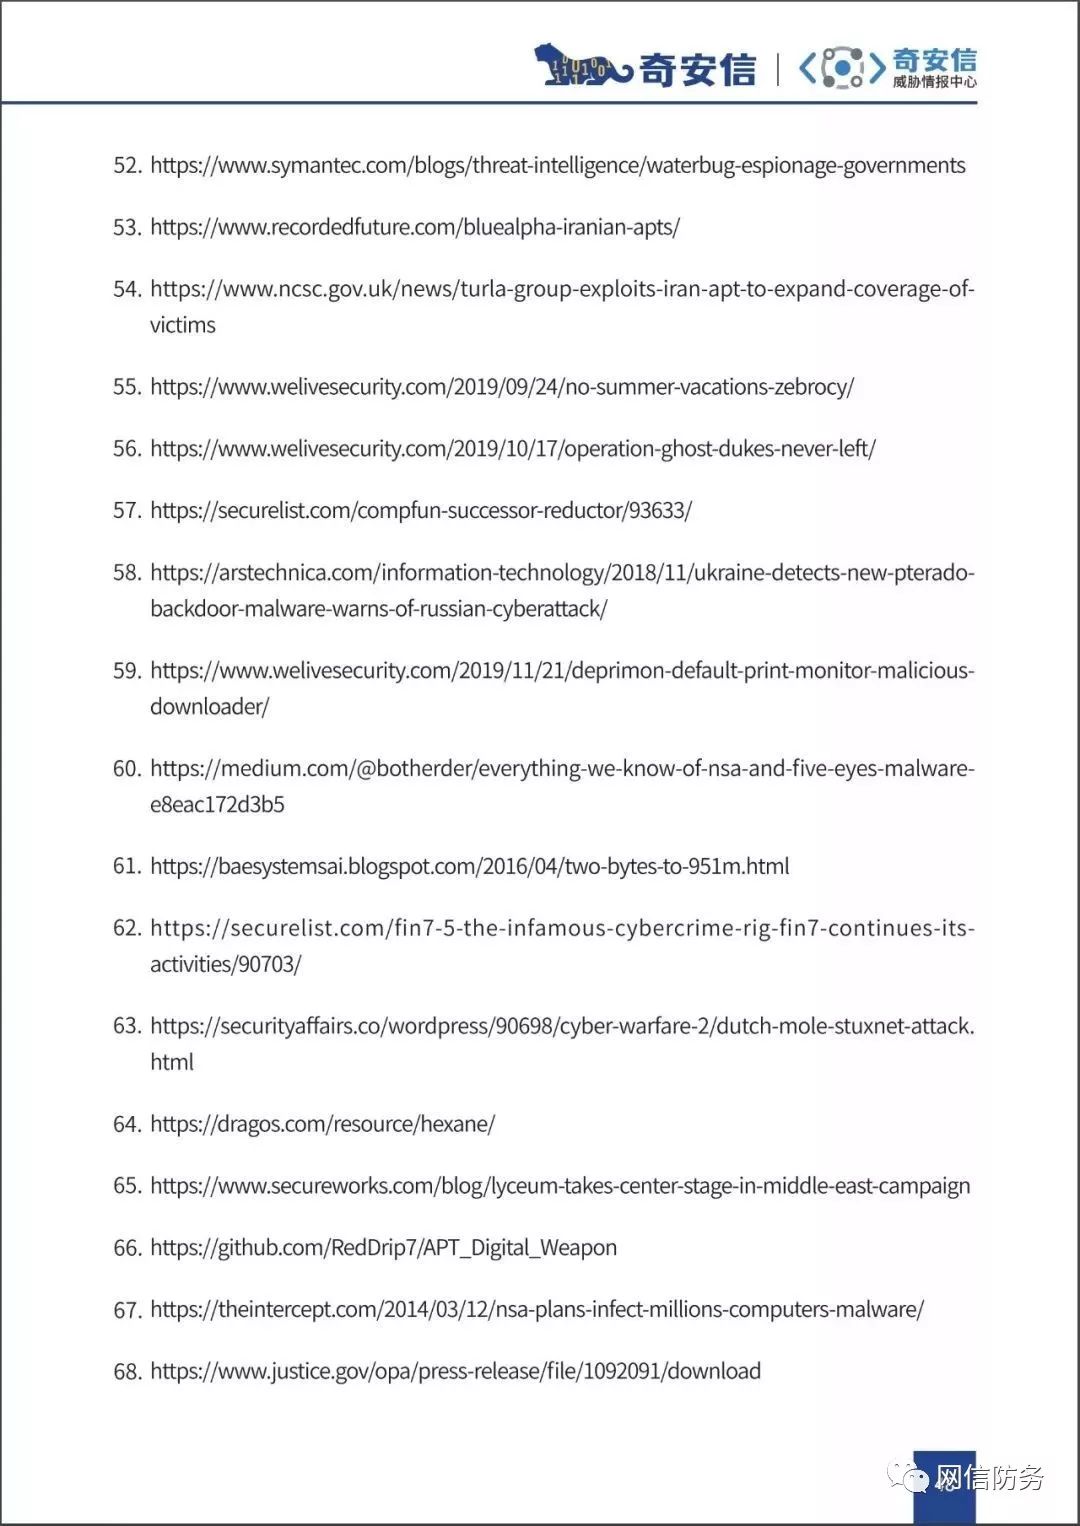 奇安信
奇安信
威胁情报中心
52. https://www.symantec.com/blogs/threat-intelligence/waterbug-espionage-governments
53. https://www.recordedfuture.com/bluealpha-iranian-apts/
54. https://www.ncsc.gov.uk/news/turla-group-exploits-iran-apt-to-expand-coverage-of-
victims
55. https://www.welivesecurity.com/2019/09/24/no-summer-vacations-zebrocy/
56. https://www.welivesecurity.com/2019/10/17/operation-ghost-dukes-never-left/
57. https://securelist.com/compfun-successor-reductor/93633/
58. https://arstechnica.com/information-technology/2018/11/ukraine-detects-new-pterado-
backdoor-malware-warns-of-russian-cyberattack/
59. https://www.welivesecurity.com/2019/11/21/deprimon-default-print-monitor-malicious-
downloader/
60. https://medium.com/@botherder/everything-we-know-of-nsa-and-five-eyes-malware-
e8eac172d3b5
61. https://baesystemsai.blogspot.com/2016/04/two-bytes-to-951m.html
62. https://securelist.com/fin7-5-the-infamous-cybercrime-rig-fin7-continues-its-
activities/90703/
63. https://securityaffairs.co/wordpress/90698/cyber-warfare-2/dutch-mole-stuxnet-attack.
html
64. https://dragos.com/resource/hexane/
65. https://www.secureworks.com/blog/lyceum-takes-center-stage-in-middle-east-campaign
66. https://github.com/RedDrip7/APT_Digital_Weapon
67. https://theintercept.com/2014/03/12/nsa-plans-infect-millions-computers-malware/
68. https://www.justice.gov/opa/press-release/file/1092091/download
网信防务